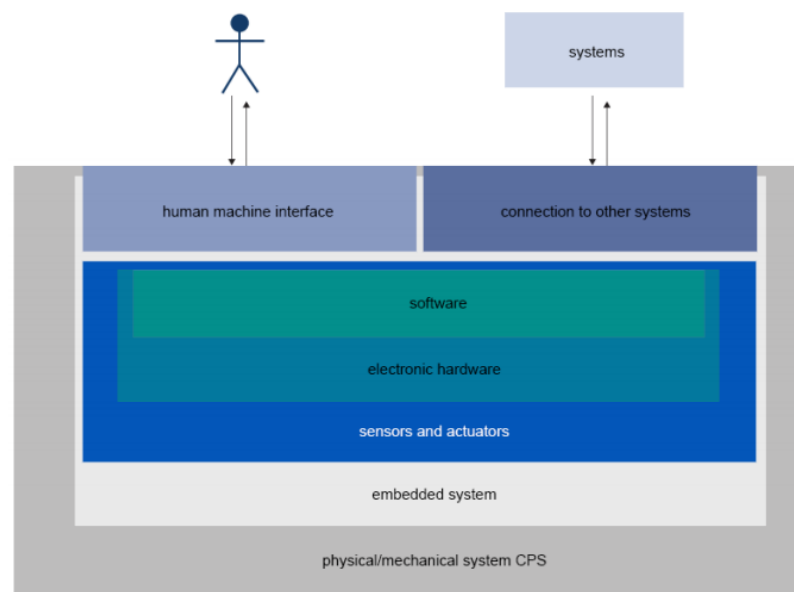 systems
human machine interface
connection to other systems
software
electronic hardware
sensors and actuators
embedded system
physical/mechanical system CPS